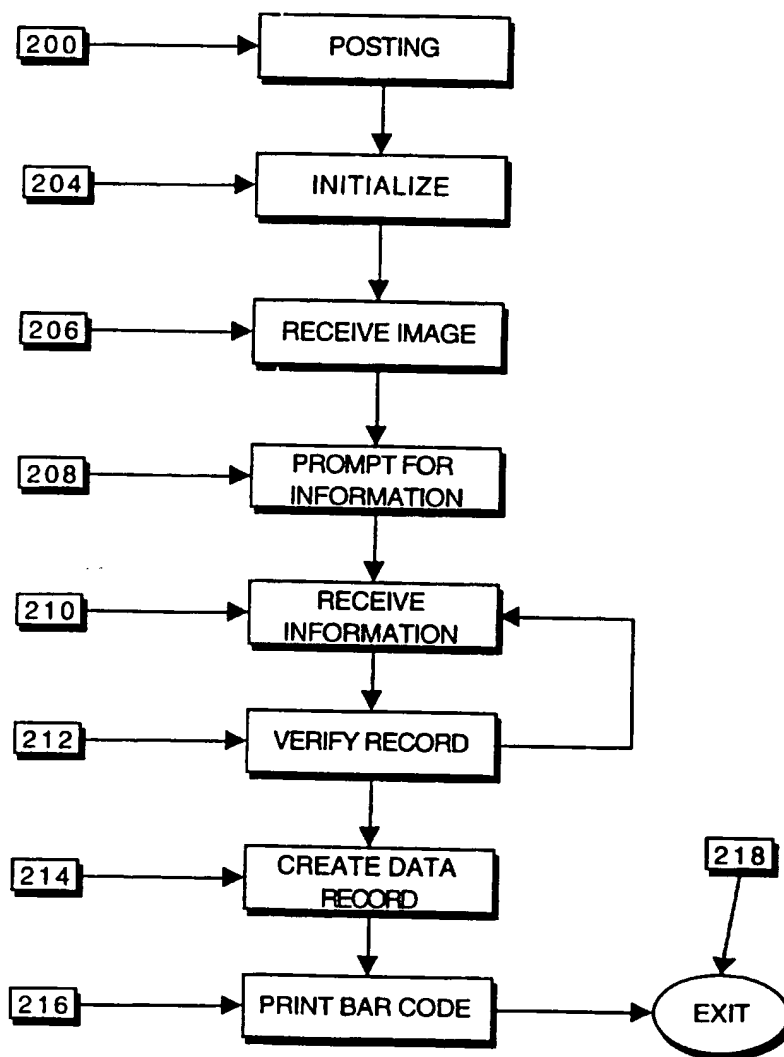 200
POSTING
204
INITIALIZE
206
RECEIVE IMAGE
208
PROMPT FOR
INFORMATION
210
RECEIVE
INFORMATION
212
VERIFY RECORD
214
CREATE DATA
RECORD
218
216
PRINT BAR CODE
EXIT